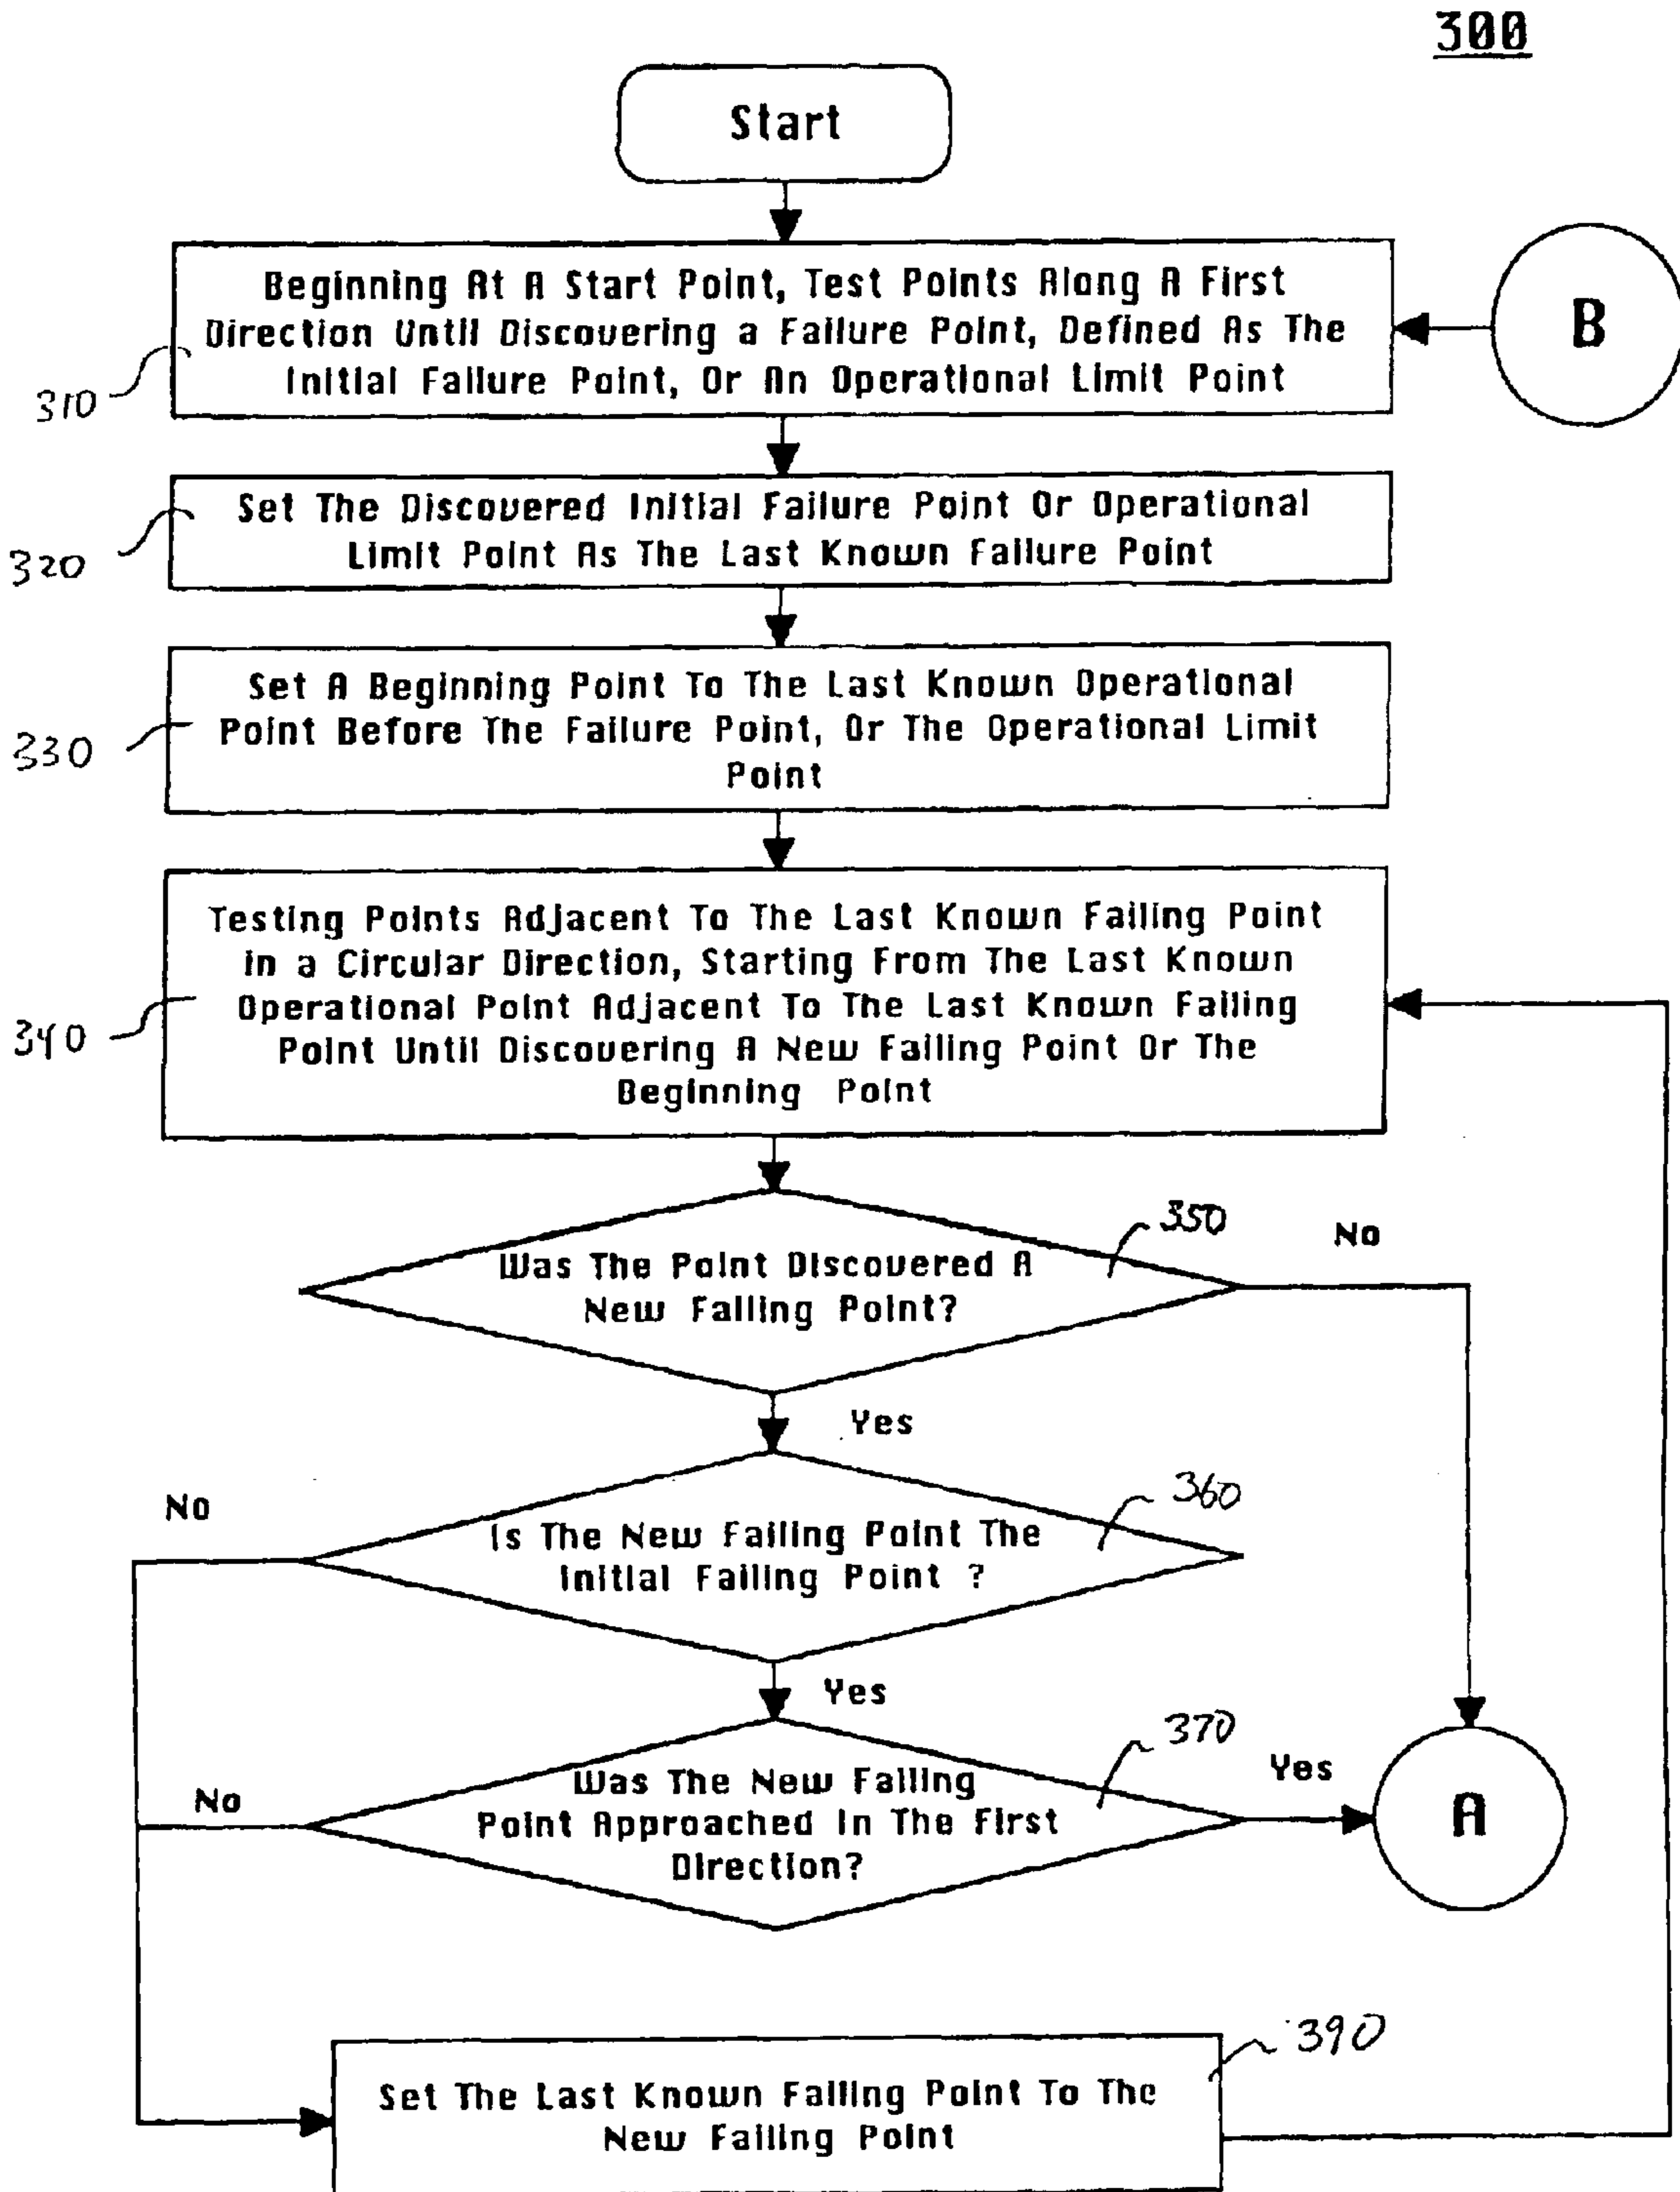 300
Start
Beginning At A Start Point, Test Points Along A First
Direction Until Discovering a Failure Point, Defined As The
Initial Failure Point, Or An Operational Limit Point
B
310
Set The Discovered Initial Failure Point Or Operational
Limit Point As The Last Known Failure Point
320
Set A Beginning Point To The Last Known Operational
Point Before The Failure Point, Or The Operational Limit
Point
330
Testing Points Adjacent To The Last Known Failing Point
in a Circular Direction, Starting From The Last Known
Operational Point Adjacent To The Last Known Failing
Point Until Discovering A New Failing Point Or The
Beginning Point
340
350
No
Was The Point Discovered A
New Failing Point?
Yes
360
No
Is The New Failing Point The
Initial Failing Point ?
Yes
370
Was The New Failing
Point Approached In The First
Direction?
No
Yes
A
390
Set The Last Known Failing Point To The
New Failing Point